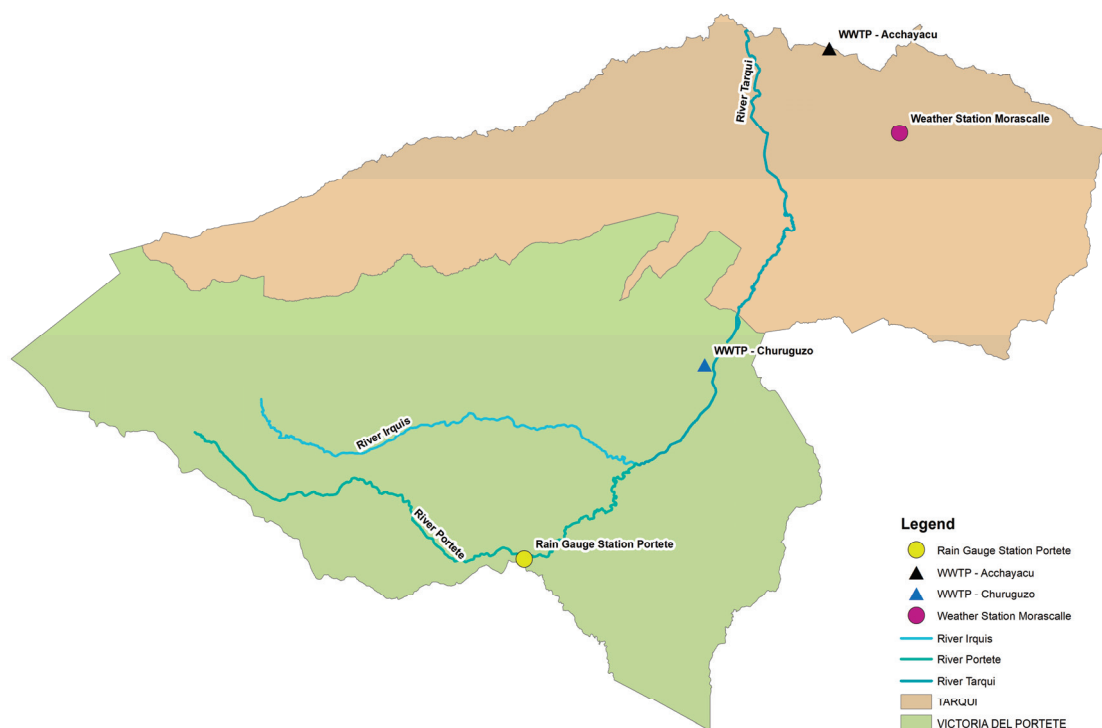 WWTP - Acchayacu
River Tarqui
Weather Station Morascalle
WWTP - Churuguzo
River Irquis
River Portete
Rain Gauge Station Portete
Legend
Rain Gauge Station Portete
WWTP - Acchayacu
WWTP - Churuguzo
Weather Station Morascalle
River Irquis
River Portete
River Tarqui
TARQUI
VICTORIA DEL PORTETE